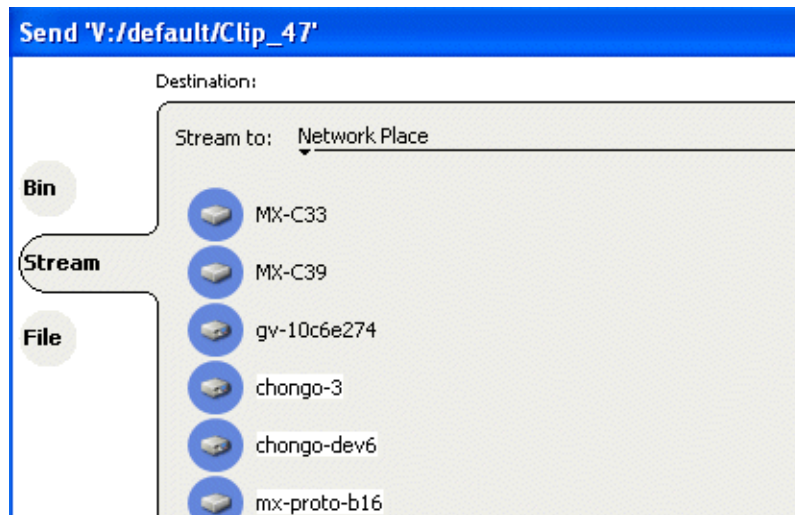 Send 'V:/default/Clip_47'
Destination:
Stream to: Network Place
Bin
MX-C33
Stream
MX-C39
File
gv-10c6e274
chongo-3
chongo-dev6
mx-proto-b16